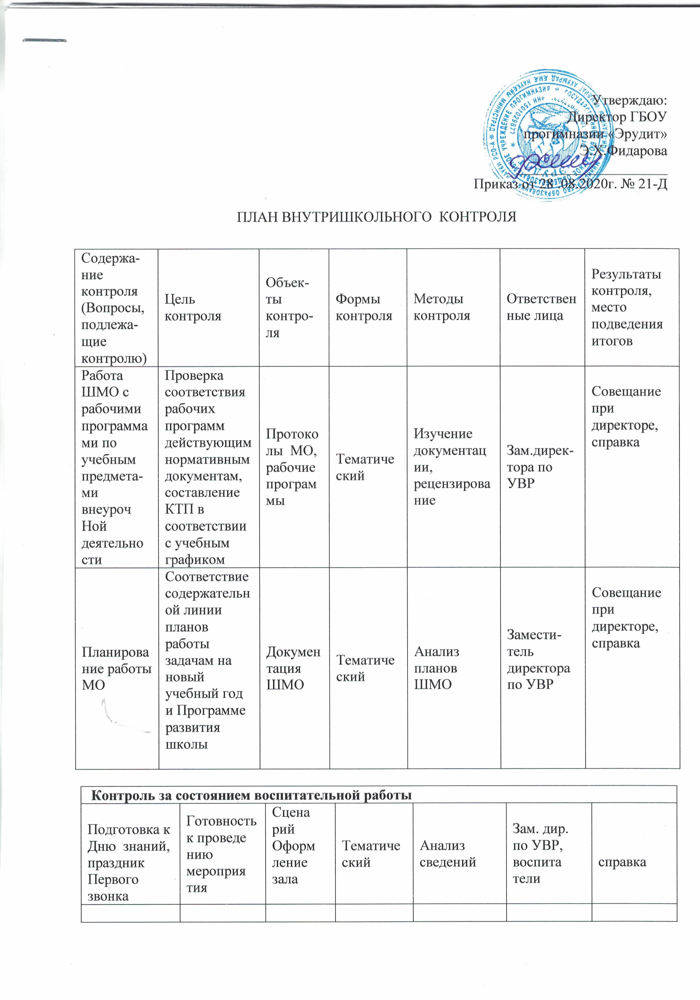 Утверждаю:
Директор ГБОУ
прогимназии «Эрудит»
Э.Х.Фидарова
Приказ от 28 .08.2020г. № 21-Д
ПЛАН ВНУТРИШКОЛЬНОГО КОНТРОЛЯ
Содержа-
ние
контроля
(Вопросы,
подлежа-
щие
контролю)
Цель
контроля
Объек-
ты
контро-
ля
Формы
контроля
Методы
контроля
Ответствен
ные лица
Результаты
контроля,
место
подведения
итогов
Работа
ШМО с
рабочими
программа
ми по
учебным
предмета-
ми
внеуроч
Ной
деятельно
сти
Проверка
соответствия
рабочих
программ
действующим
нормативным
документам,
составление
КТП в
соответствии
с учебным
графиком
Протоко
лы МО,
рабочие
програм
мы
Тематиче
ский
Изучение
документац
ии,
рецензирова
ние
Зам.дирек-
тора по
УВР
Совещание
при
директоре,
справка
Планирова
ние работы
МО
Соответствие
содержательн
ой линии
планов
работы
задачам на
новый
учебный год
и Программе
развития
школы
Докумен
тация
ШМО
Тематиче
ский
Анализ
планов
ШМО
Замести-
тель
директора
по УВР
Совещание
при
директоре,
справка
Контроль за состоянием воспитательной работы
Подготовка к
Дню знаний,
праздник
Первого
звонка
Готовность
к проведе
нию
мероприя
тия
Сцена
рий
Оформ
ление
зала
Тематиче
ский
Анализ
сведений
Зам. дир.
по УВР,
воспита
тели
справка